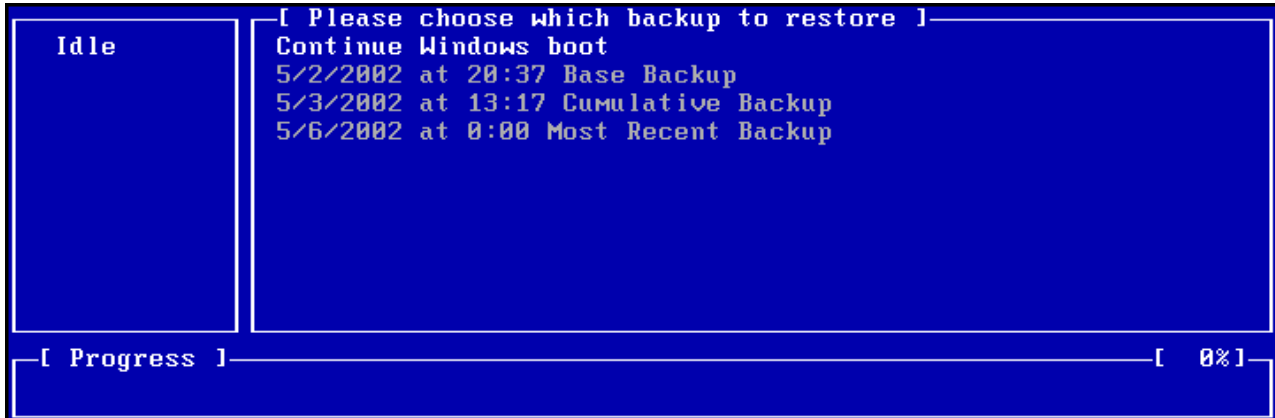 [ Please choose which backup to restore ]
Idle
Continue Windows boot
5/2/2002 at 20:37 Base Backup
5/3/2002 at 13:17 Cumulative Backup
5/6/2002 at 0:00 Most Recent Backup
[ Progress ]
[ 0%]